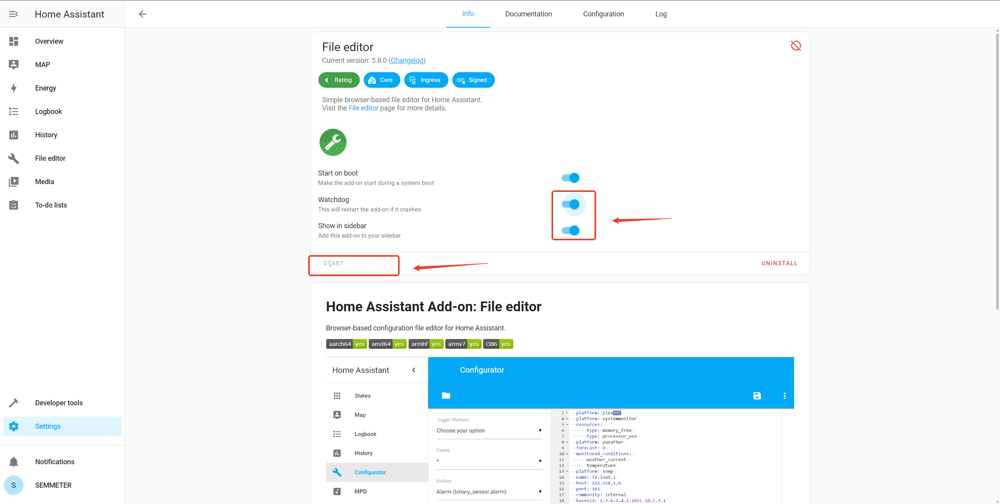 Home Assistant
Info
Documentation
Configuration
Log
Overview
MAP
Energy
Logbook
History
File editor
Media
To-do lists
Developer tools
Settings
Notifications
S
SEMMETER
File editor
Current version: 5.8.0 (Changelog)
8 Rating
Core
Ingress
Signed
Simple browser-based file editor for Home Assistant.
Visit the File editor page for more details.
Start on boot
Make the add-on start during a system boot
Watchdog
This will restart the add-on if it crashes
Show in sidebar
Add this add-on to your sidebar
START
UNINSTALL
Home Assistant Add-on: File editor
Browser-based configuration file editor for Home Assistant.
aarch64 yes amd64 yes armhf yes armv7 yes i386 yes
Home Assistant
Configurator
States
Map
Logbook
History
Configurator
MPD
Trigger Platform
Choose your option
Events
*
Entities
Alarm (binary_sensor.alarm)
1 - platform: plex
4 - platform: systemmonitor
5 resources:
6 - type: memory_free
7 - type: processor_use
8 - platform: yweather
9 forecast: 0
10 monitored_conditions:
11 - weather_current
12 - temperature
13 - platform: snmp
14 name: lx.load.1
15 host: 192.168.1.6
16 port: 161
17 community: internal
18 baseoid: 1.3.6.1.4.1.2021.10.1.3.1